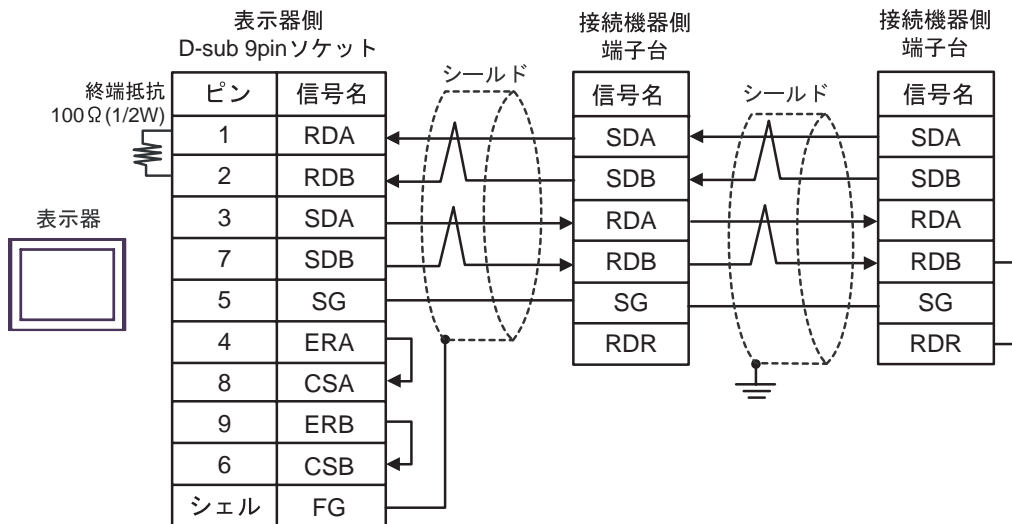 表示器側
D-sub 9pinソケット
接続機器側
端子台
接続機器側
端子台
シールド
シールド
終端抵抗
100Ω(1/2W)
表示器
ピン 信号名
1 RDA
2 RDB
3 SDA
7 SDB
5 SG
4 ERA
8 CSA
9 ERB
6 CSB
シェル FG
信号名
SDA
SDB
RDA
RDB
SG
RDR
信号名
SDA
SDB
RDA
RDB
SG
RDR